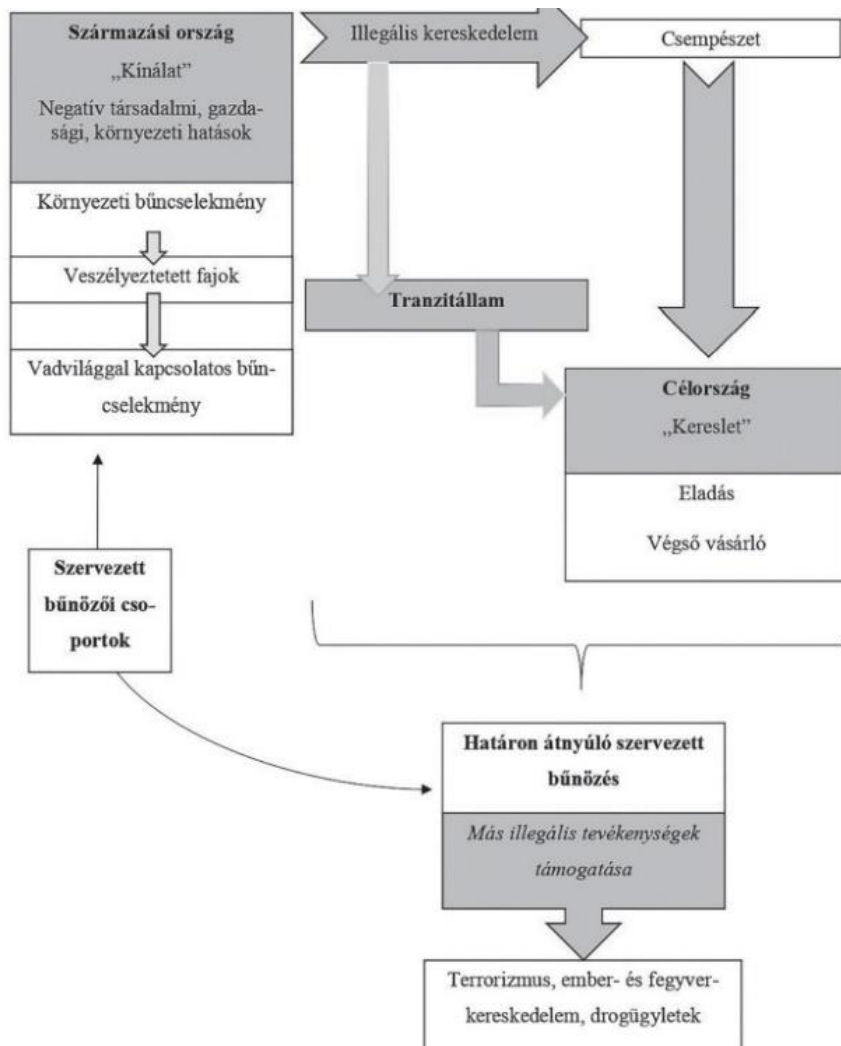 Származási ország
„Kínálat”
Negatív társadalmi, gazda-
sági, környezeti hatások
Környezeti bűncselekmény
Veszélyeztetett fajok
Vadvilággal kapcsolatos bűn-
cselekmény
Illegális kereskedelem
Csempészet
Tranzitállam
Célország
„Kereslet”
Eladás
Végső vásárló
Szervezett
bűnözői cso-
portok
Határon átnyúló szervezett
bűnözés
Más illegális tevékenységek
támogatása
Terrorizmus, ember- és fegyver-
kereskedelem, drogügyletek